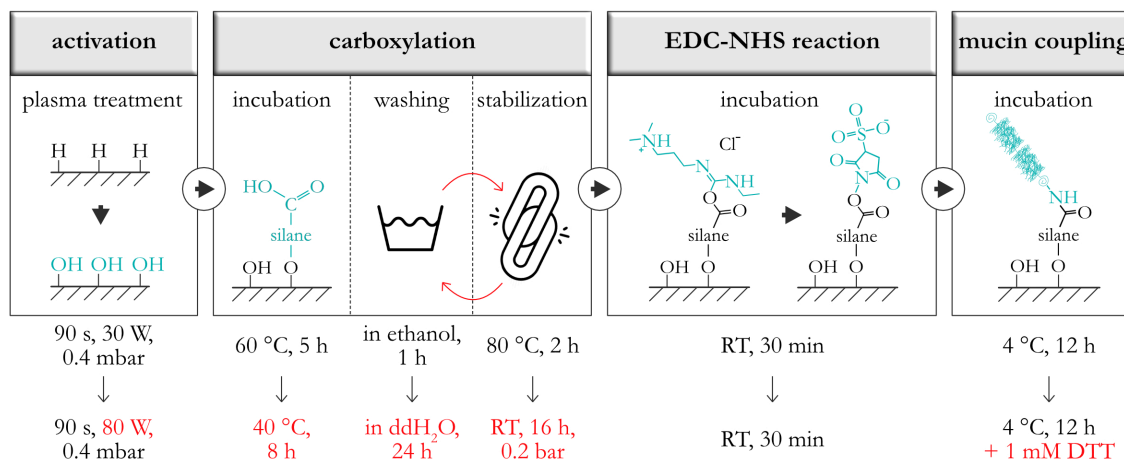 activation
carboxylation
EDC-NHS reaction
mucin coupling
plasma treatment
incubation
washing
stabilization
incubation
incubation
H H H
OH OH OH
HO
C
O
silane
OH
O
NH
+
N
NH
Cl⁻
O
O
silane
OH
O
O
S
O⁻
O
O
N
O
O
O
silane
OH
O
NH
O
silane
OH
O
90 s, 30 W,
0.4 mbar
60 °C, 5 h
in ethanol,
1 h
80 °C, 2 h
RT, 30 min
4 °C, 12 h
90 s, 80 W,
0.4 mbar
40 °C,
8 h
in ddH₂O,
24 h
RT, 16 h,
0.2 bar
RT, 30 min
4 °C, 12 h
+ 1 mM DTT